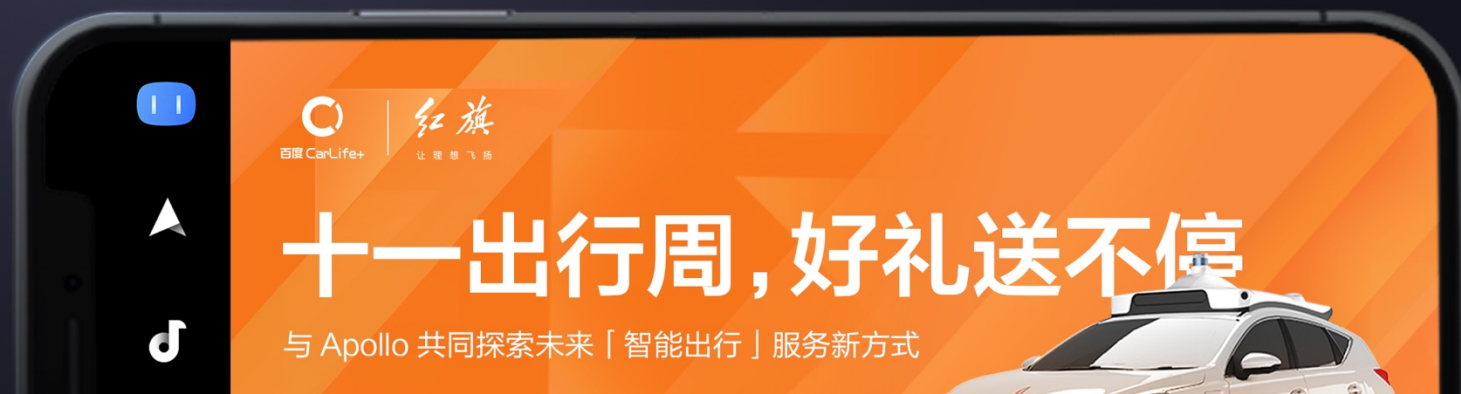 百度 CarLife+
红旗
让理想飞扬
十一出行周,好礼送不停
与 Apollo 共同探索未来「智能出行」服务新方式